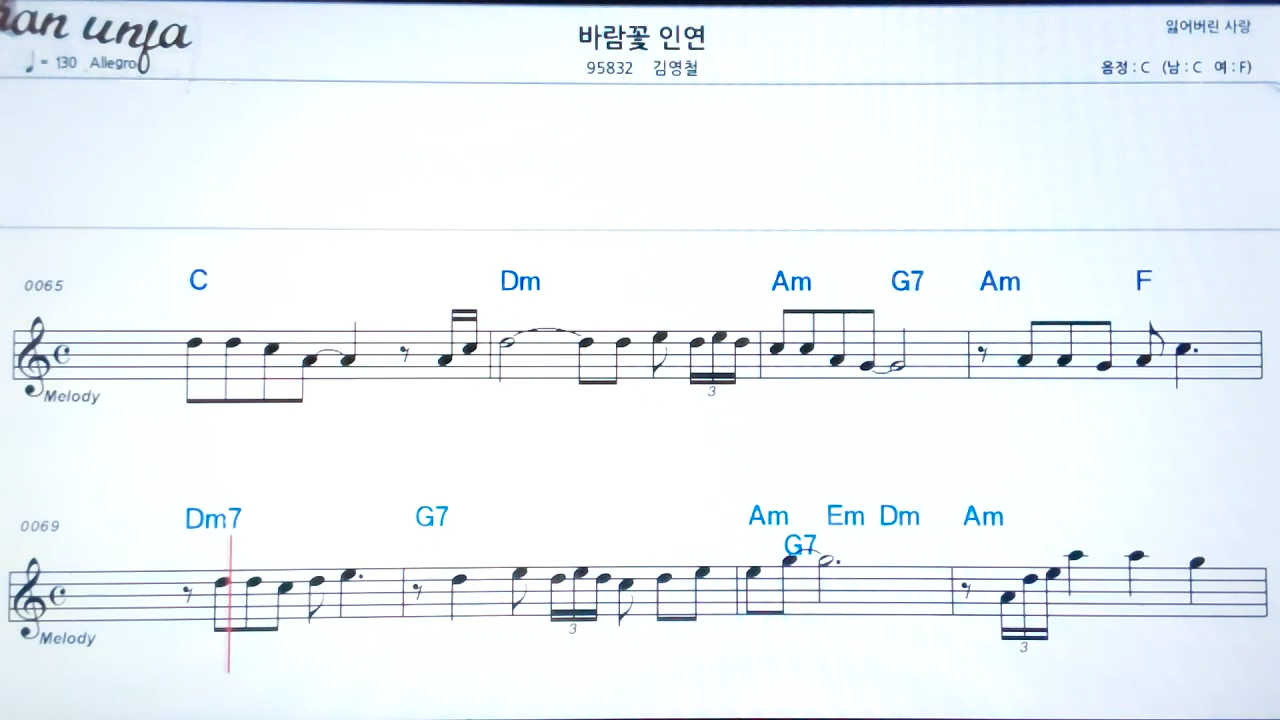 바람꽃 인연
잃어버린 사랑
♩ = 130 Allegro
95832 김영철
음정 : C (남 : C 여 : F)
0065 C Dm Am G7 Am F
Melody
3
0069 Dm7 G7 Am Em Dm Am
G7
Melody
3 3